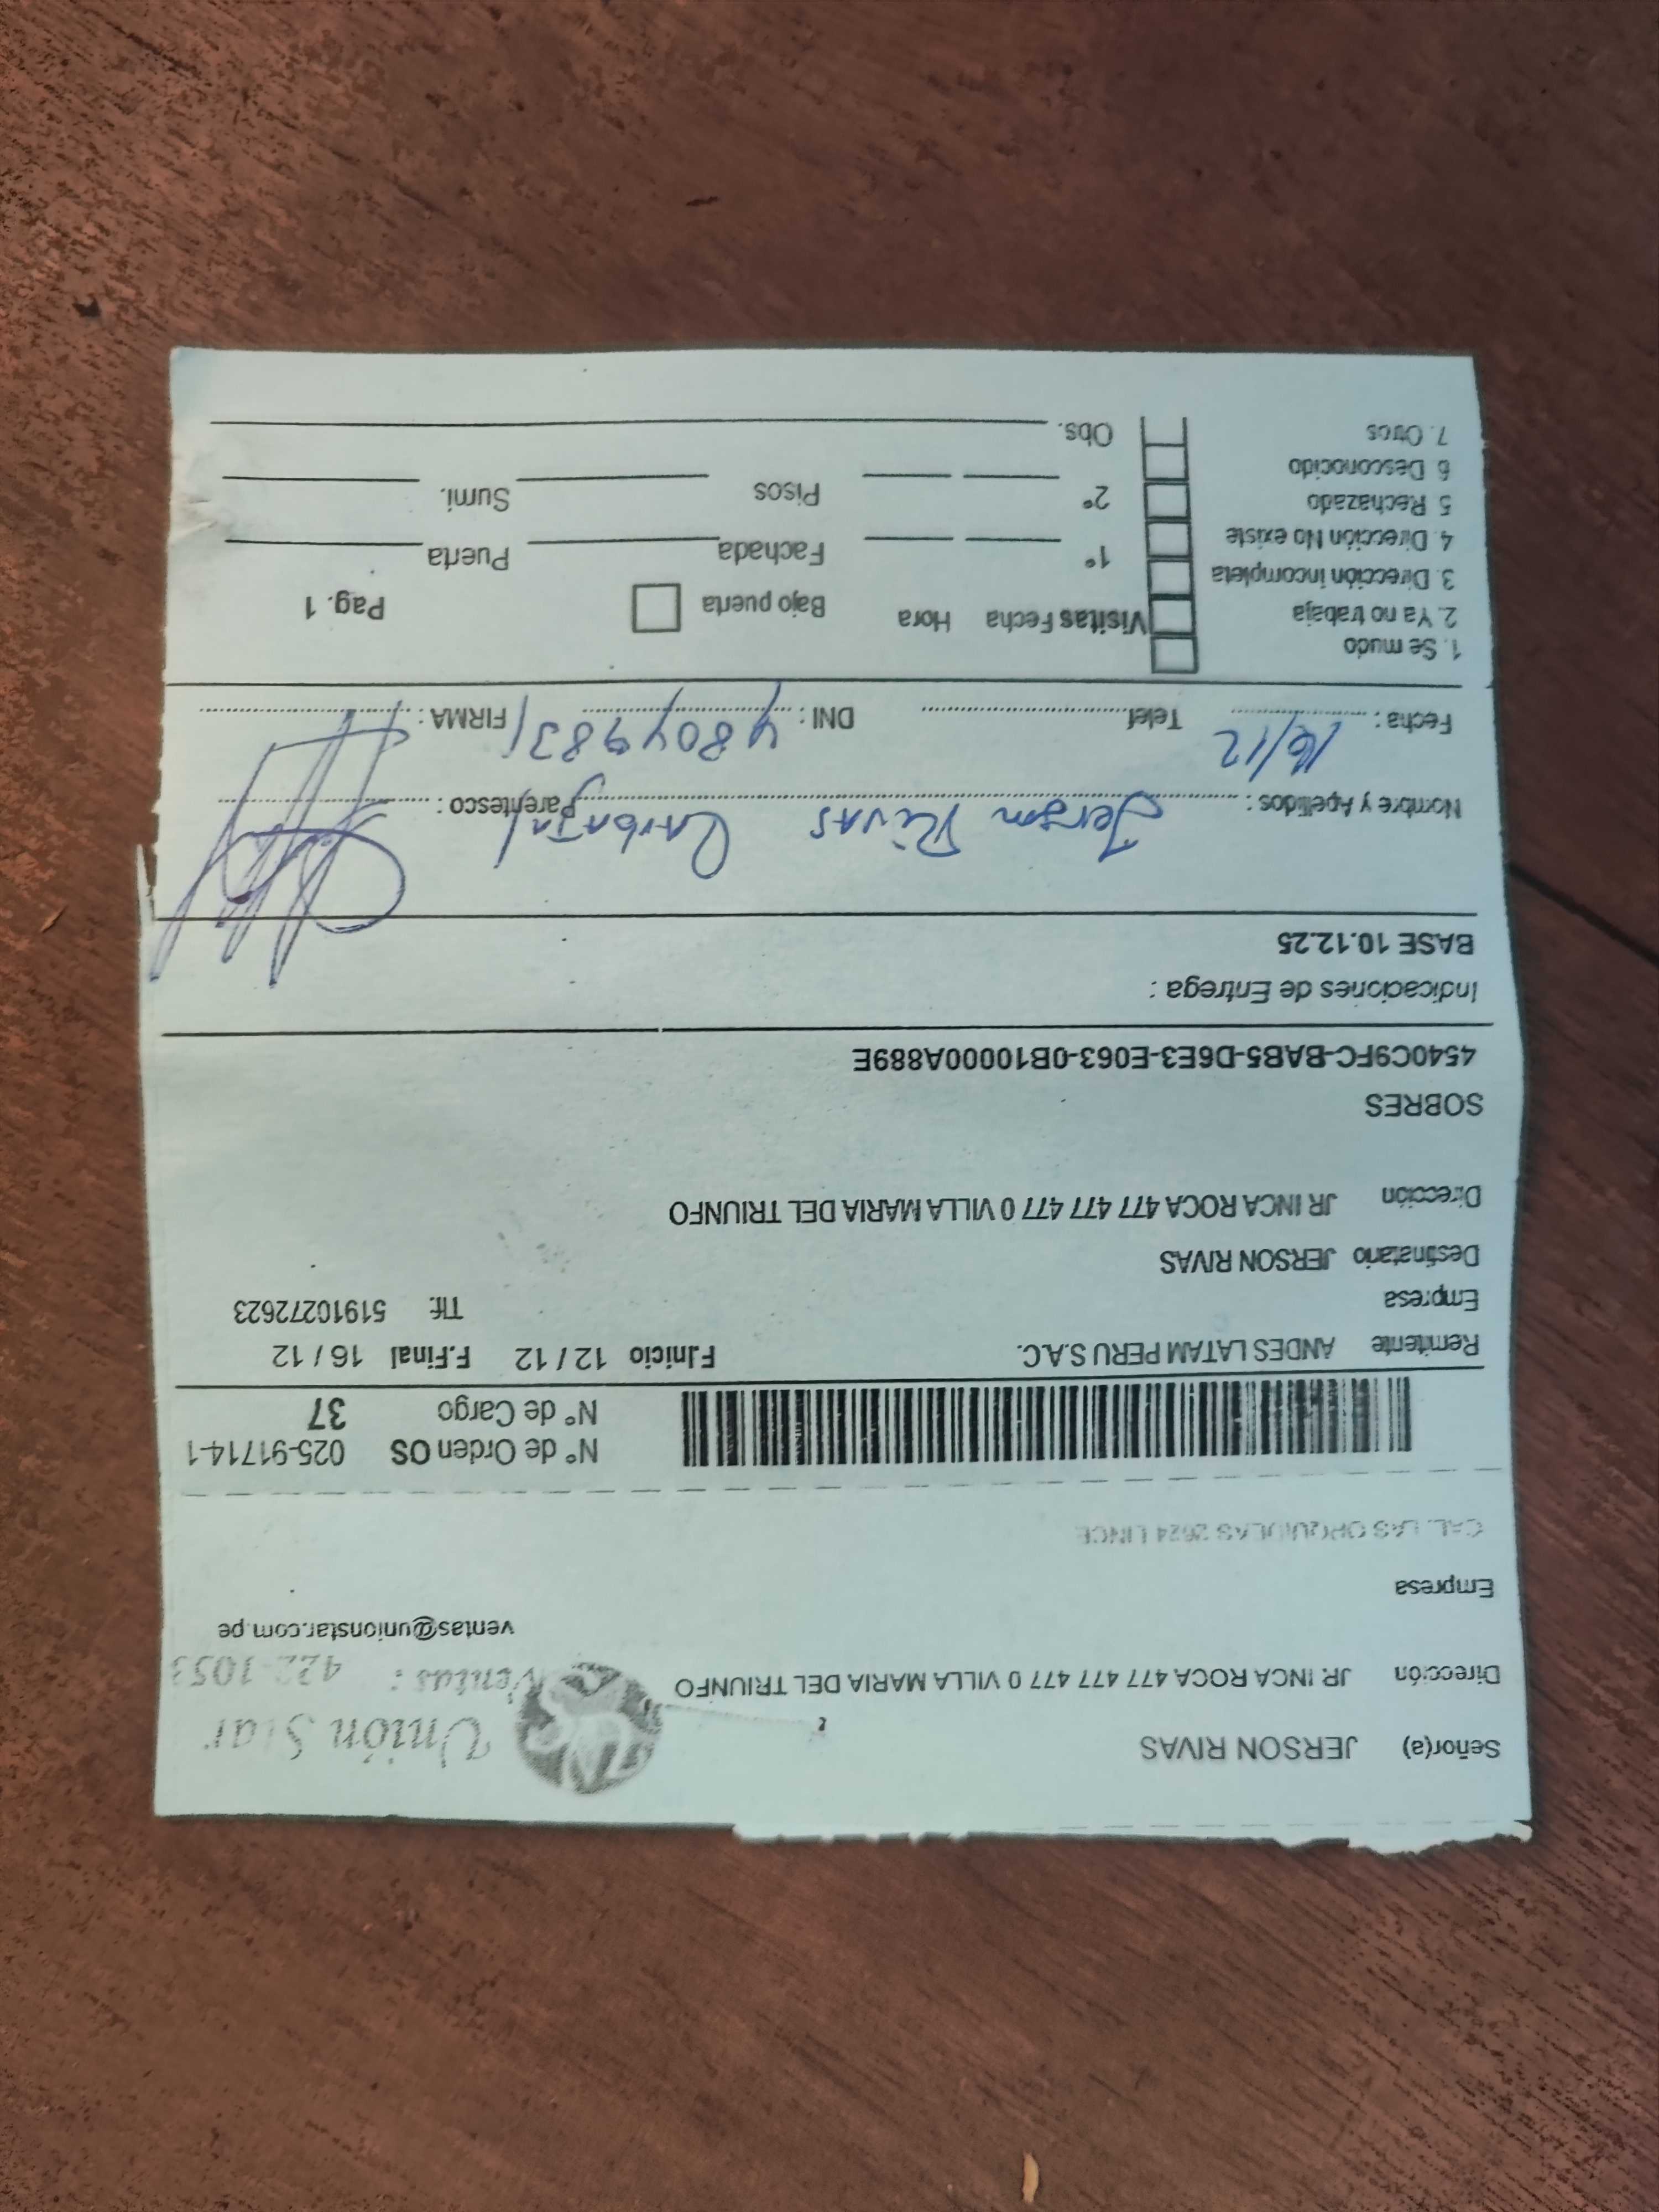 Señor(a) JERSON RIVAS
Unión Star
Dirección JR INCA ROCA 477 477 477 0 VILLA MARIA DEL TRIUNFO
Ventas : 422-1053
ventas@unionstar.com.pe
Empresa
CAL. LAS ORQUIDEAS 2624 LINCE
Nº de Orden OS 025-91714-1
Nº de Cargo 37
Remitente ANDES LATAM PERU S.A.C. F.Inicio 12 / 12 F.Final 16 / 12
Empresa Tlf. 51910272623
Destinatario JERSON RIVAS
Dirección JR INCA ROCA 477 477 477 0 VILLA MARIA DEL TRIUNFO
SOBRES
4540C9FC-BAB5-D6E3-E063-0B10000A889E
Indicaciones de Entrega :
BASE 10.12.25
Nombre y Apellidos : Jerson Rivas Carbajal Parentesco :
Fecha : 16/12 Telef. DNI : 48049831 FIRMA :
1. Se mudo
2. Ya no trabaja Visitas Fecha Hora Bajo puerta Pag. 1
3. Dirección incompleta
4. Dirección No existe 1° Fachada Puerta
5 Rechazado 2° Pisos Sumi.
6 Desconocido
7. Otros Obs.